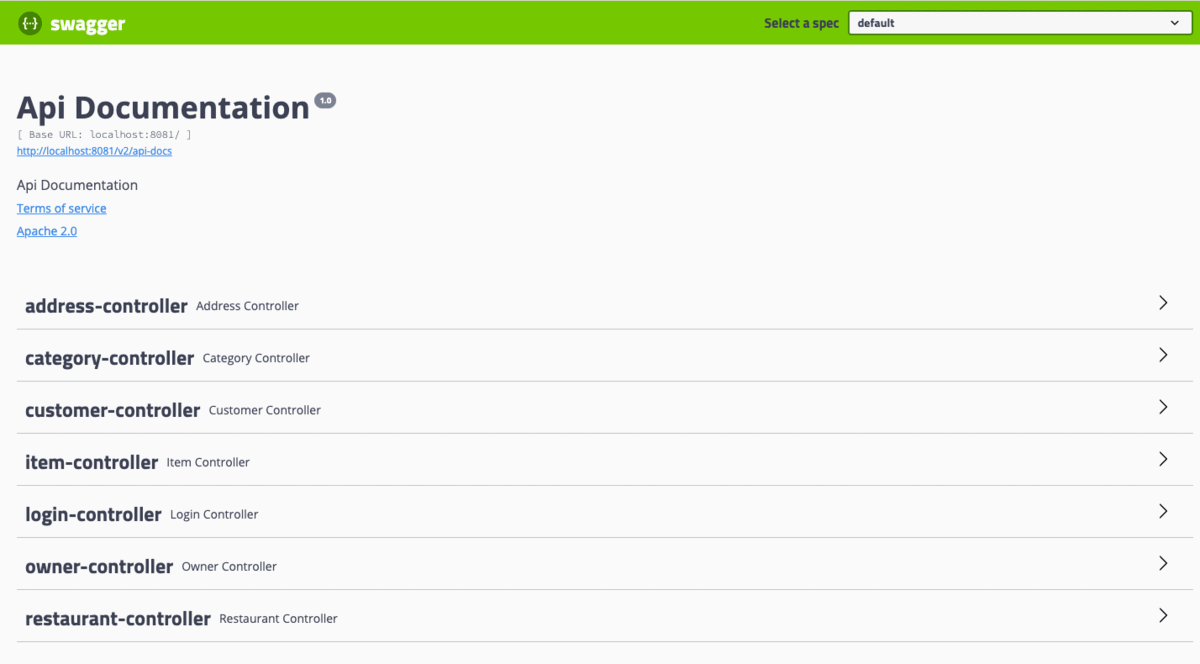 {···} swagger Select a spec default
Api Documentation 1.0
[ Base URL: localhost:8081/ ]
http://localhost:8081/v2/api-docs
Api Documentation
Terms of service
Apache 2.0
address-controller Address Controller
category-controller Category Controller
customer-controller Customer Controller
item-controller Item Controller
login-controller Login Controller
owner-controller Owner Controller
restaurant-controller Restaurant Controller